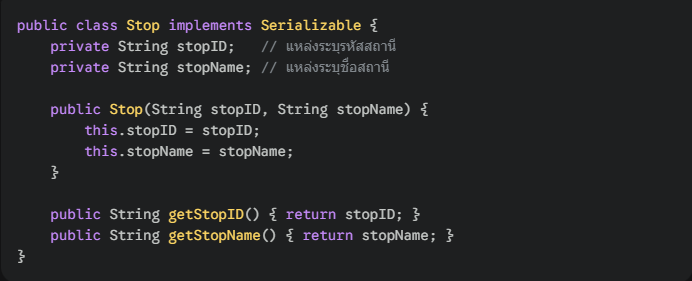 public class Stop implements Serializable {
    private String stopID;   // แหล่งระบุรหัสสถานี
    private String stopName; // แหล่งระบุชื่อสถานี
    public Stop(String stopID, String stopName) {
        this.stopID = stopID;
        this.stopName = stopName;
    }
    public String getStopID() { return stopID; }
    public String getStopName() { return stopName; }
}